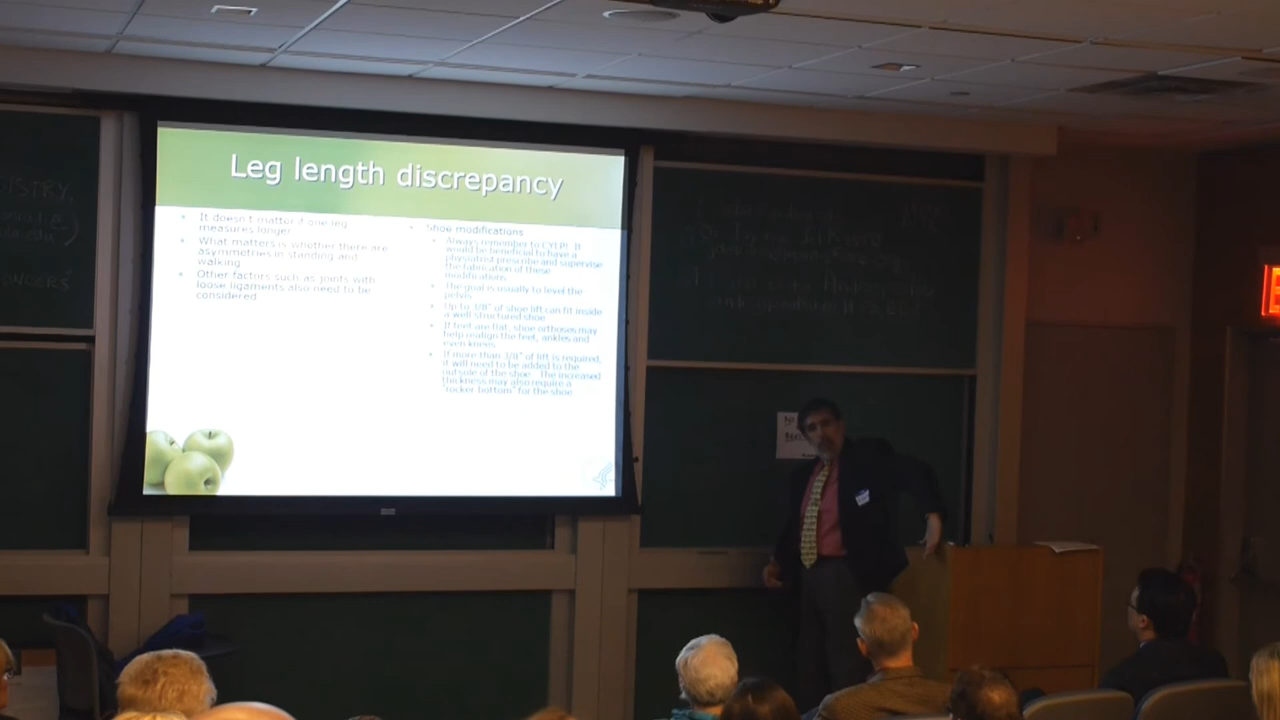 Leg length discrepancy
It doesn't matter if one leg
measures longer
What matters is whether there are
asymmetries in standing and
walking
Other factors such as joints with
loose ligaments also need to be
considered
Shoe modifications
Always remember to CYLP! It
would be beneficial to have a
physiatrist prescribe and supervise
the fabrication of these
modifications
The goal is usually to level the
pelvis
Up to 3/8" of shoe lift can fit inside
a well structured shoe
If feet are flat, shoe orthoses may
help realign the feet, ankles and
even knees
If more than 3/8" of lift is required,
it will need to be added to the
outsole of the shoe. The increased
thickness may also require a
"rocker bottom" for the shoe